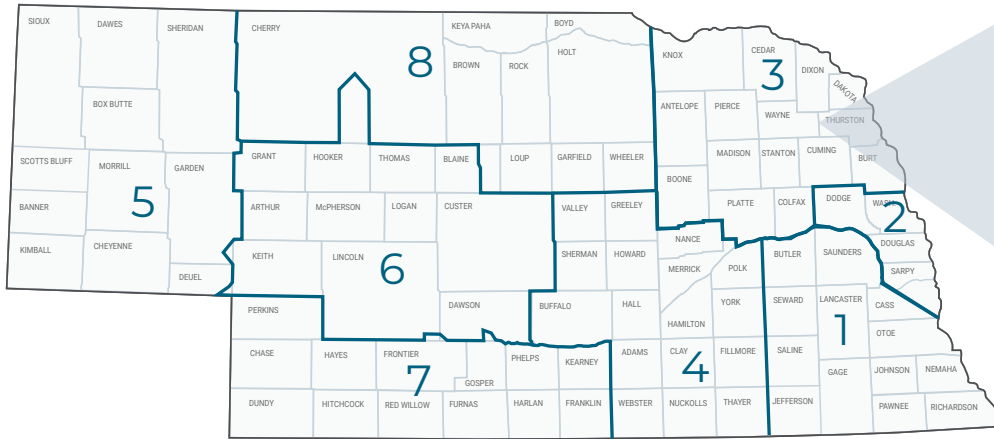 SIOUX
DAWES
SHERIDAN
CHERRY
KEYA PAHA
BOYD
HOLT
BROWN
ROCK
8
KNOX
CEDAR
3
DIXON
DAKOTA
BOX BUTTE
ANTELOPE
PIERCE
WAYNE
THURSTON
SCOTTS BLUFF
MORRILL
GARDEN
GRANT
HOOKER
THOMAS
BLAINE
LOUP
GARFIELD
WHEELER
MADISON
STANTON
CUMING
BURT
BOONE
5
BANNER
ARTHUR
McPHERSON
LOGAN
CUSTER
VALLEY
GREELEY
PLATTE
COLFAX
DODGE
WASH
2
KIMBALL
CHEYENNE
DEUEL
KEITH
LINCOLN
6
SHERMAN
HOWARD
NANCE
MERRICK
POLK
BUTLER
SAUNDERS
DOUGLAS
SARPY
PERKINS
DAWSON
BUFFALO
HALL
HAMILTON
YORK
SEWARD
LANCASTER
CASS
1
OTOE
CHASE
HAYES
FRONTIER
7
GOSPER
PHELPS
KEARNEY
ADAMS
CLAY
4
FILLMORE
SALINE
GAGE
JOHNSON
NEMAHA
DUNDY
HITCHCOCK
RED WILLOW
FURNAS
HARLAN
FRANKLIN
WEBSTER
NUCKOLLS
THAYER
JEFFERSON
PAWNEE
RICHARDSON